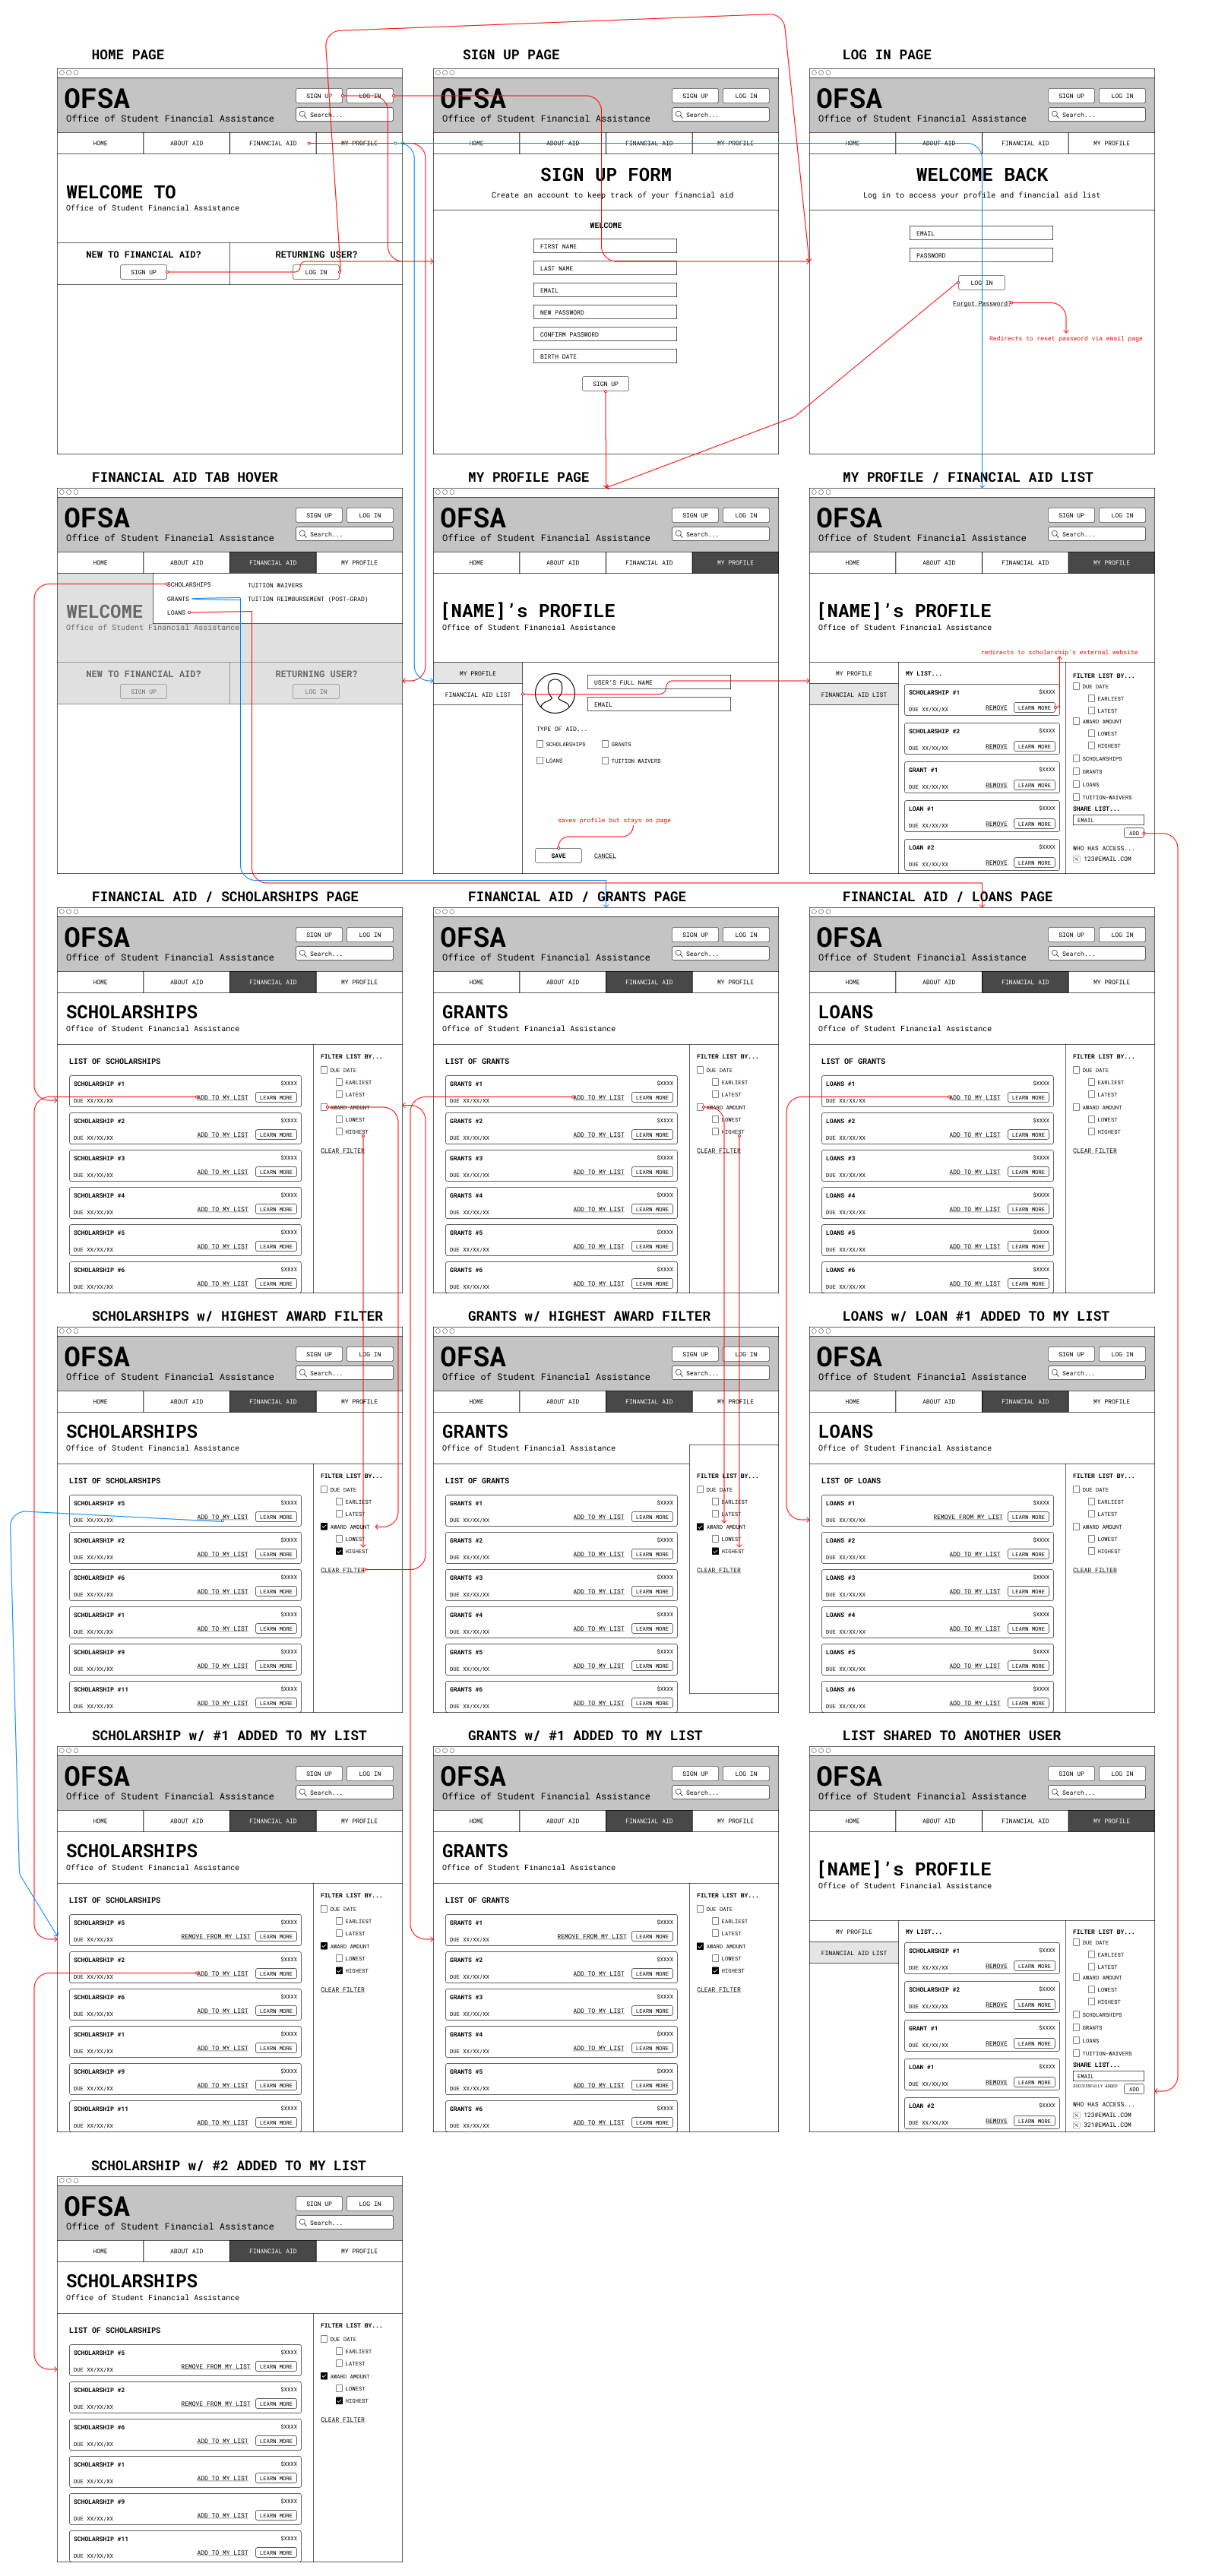 HOME PAGE
OFSA
Office of Student Financial Assistance
SIGN UP
LOG IN
Search...
HOME
ABOUT AID
FINANCIAL AID
MY PROFILE
WELCOME TO
Office of Student Financial Assistance
NEW TO FINANCIAL AID?
SIGN UP
RETURNING USER?
LOG IN
SIGN UP PAGE
OFSA
Office of Student Financial Assistance
SIGN UP
LOG IN
Search...
HOME
ABOUT AID
FINANCIAL AID
MY PROFILE
SIGN UP FORM
Create an account to keep track of your financial aid
WELCOME
FIRST NAME
LAST NAME
EMAIL
NEW PASSWORD
CONFIRM PASSWORD
BIRTH DATE
SIGN UP
LOG IN PAGE
OFSA
Office of Student Financial Assistance
SIGN UP
LOG IN
Search...
HOME
ABOUT AID
FINANCIAL AID
MY PROFILE
WELCOME BACK
Log in to access your profile and financial aid list
EMAIL
PASSWORD
LOG IN
Forgot Password?
Redirects to reset password via email page
FINANCIAL AID TAB HOVER
OFSA
Office of Student Financial Assistance
SIGN UP
LOG IN
Search...
HOME
ABOUT AID
FINANCIAL AID
MY PROFILE
SCHOLARSHIPS
GRANTS
LOANS
TUITION WAIVERS
TUITION REIMBURSEMENT (POST-GRAD)
WELCOME
Office of Student Financial Assistance
NEW TO FINANCIAL AID?
SIGN UP
RETURNING USER?
LOG IN
MY PROFILE PAGE
OFSA
Office of Student Financial Assistance
SIGN UP
LOG IN
Search...
HOME
ABOUT AID
FINANCIAL AID
MY PROFILE
[NAME]’s PROFILE
Office of Student Financial Assistance
MY PROFILE
FINANCIAL AID LIST
USER'S FULL NAME
EMAIL
TYPE OF AID...
SCHOLARSHIPS
GRANTS
LOANS
TUITION WAIVERS
saves profile but stays on page
SAVE
CANCEL
MY PROFILE / FINANCIAL AID LIST
OFSA
Office of Student Financial Assistance
SIGN UP
LOG IN
Search...
HOME
ABOUT AID
FINANCIAL AID
MY PROFILE
[NAME]’s PROFILE
Office of Student Financial Assistance
redirects to scholarship's external website
MY PROFILE
FINANCIAL AID LIST
MY LIST...
SCHOLARSHIP #1 $XXXX
DUE XX/XX/XX REMOVE LEARN MORE
SCHOLARSHIP #2 $XXXX
DUE XX/XX/XX REMOVE LEARN MORE
GRANT #1 $XXXX
DUE XX/XX/XX REMOVE LEARN MORE
LOAN #1 $XXXX
DUE XX/XX/XX REMOVE LEARN MORE
LOAN #2 $XXXX
DUE XX/XX/XX REMOVE LEARN MORE
FILTER LIST BY...
DUE DATE
EARLIEST
LATEST
AWARD AMOUNT
LOWEST
HIGHEST
SCHOLARSHIPS
GRANTS
LOANS
TUITION-WAIVERS
SHARE LIST...
EMAIL
ADD
WHO HAS ACCESS...
123@EMAIL.COM
FINANCIAL AID / SCHOLARSHIPS PAGE
OFSA
Office of Student Financial Assistance
SIGN UP
LOG IN
Search...
HOME
ABOUT AID
FINANCIAL AID
MY PROFILE
SCHOLARSHIPS
Office of Student Financial Assistance
LIST OF SCHOLARSHIPS
SCHOLARSHIP #1 $XXXX
DUE XX/XX/XX ADD TO MY LIST LEARN MORE
SCHOLARSHIP #2 $XXXX
DUE XX/XX/XX ADD TO MY LIST LEARN MORE
SCHOLARSHIP #3 $XXXX
DUE XX/XX/XX ADD TO MY LIST LEARN MORE
SCHOLARSHIP #4 $XXXX
DUE XX/XX/XX ADD TO MY LIST LEARN MORE
SCHOLARSHIP #5 $XXXX
DUE XX/XX/XX ADD TO MY LIST LEARN MORE
SCHOLARSHIP #6 $XXXX
DUE XX/XX/XX ADD TO MY LIST LEARN MORE
FILTER LIST BY...
DUE DATE
EARLIEST
LATEST
AWARD AMOUNT
LOWEST
HIGHEST
CLEAR FILTER
FINANCIAL AID / GRANTS PAGE
OFSA
Office of Student Financial Assistance
SIGN UP
LOG IN
Search...
HOME
ABOUT AID
FINANCIAL AID
MY PROFILE
GRANTS
Office of Student Financial Assistance
LIST OF GRANTS
GRANTS #1 $XXXX
DUE XX/XX/XX ADD TO MY LIST LEARN MORE
GRANTS #2 $XXXX
DUE XX/XX/XX ADD TO MY LIST LEARN MORE
GRANTS #3 $XXXX
DUE XX/XX/XX ADD TO MY LIST LEARN MORE
GRANTS #4 $XXXX
DUE XX/XX/XX ADD TO MY LIST LEARN MORE
GRANTS #5 $XXXX
DUE XX/XX/XX ADD TO MY LIST LEARN MORE
GRANTS #6 $XXXX
DUE XX/XX/XX ADD TO MY LIST LEARN MORE
FILTER LIST BY...
DUE DATE
EARLIEST
LATEST
AWARD AMOUNT
LOWEST
HIGHEST
CLEAR FILTER
FINANCIAL AID / LOANS PAGE
OFSA
Office of Student Financial Assistance
SIGN UP
LOG IN
Search...
HOME
ABOUT AID
FINANCIAL AID
MY PROFILE
LOANS
Office of Student Financial Assistance
LIST OF GRANTS
LOANS #1 $XXXX
DUE XX/XX/XX ADD TO MY LIST LEARN MORE
LOANS #2 $XXXX
DUE XX/XX/XX ADD TO MY LIST LEARN MORE
LOANS #3 $XXXX
DUE XX/XX/XX ADD TO MY LIST LEARN MORE
LOANS #4 $XXXX
DUE XX/XX/XX ADD TO MY LIST LEARN MORE
LOANS #5 $XXXX
DUE XX/XX/XX ADD TO MY LIST LEARN MORE
LOANS #6 $XXXX
DUE XX/XX/XX ADD TO MY LIST LEARN MORE
FILTER LIST BY...
DUE DATE
EARLIEST
LATEST
AWARD AMOUNT
LOWEST
HIGHEST
CLEAR FILTER
SCHOLARSHIPS w/ HIGHEST AWARD FILTER
OFSA
Office of Student Financial Assistance
SIGN UP
LOG IN
Search...
HOME
ABOUT AID
FINANCIAL AID
MY PROFILE
SCHOLARSHIPS
Office of Student Financial Assistance
LIST OF SCHOLARSHIPS
SCHOLARSHIP #5 $XXXX
DUE XX/XX/XX ADD TO MY LIST LEARN MORE
SCHOLARSHIP #2 $XXXX
DUE XX/XX/XX ADD TO MY LIST LEARN MORE
SCHOLARSHIP #6 $XXXX
DUE XX/XX/XX ADD TO MY LIST LEARN MORE
SCHOLARSHIP #1 $XXXX
DUE XX/XX/XX ADD TO MY LIST LEARN MORE
SCHOLARSHIP #9 $XXXX
DUE XX/XX/XX ADD TO MY LIST LEARN MORE
SCHOLARSHIP #11 $XXXX
DUE XX/XX/XX ADD TO MY LIST LEARN MORE
FILTER LIST BY...
DUE DATE
EARLIEST
LATEST
AWARD AMOUNT
LOWEST
HIGHEST
CLEAR FILTER
GRANTS w/ HIGHEST AWARD FILTER
OFSA
Office of Student Financial Assistance
SIGN UP
LOG IN
Search...
HOME
ABOUT AID
FINANCIAL AID
MY PROFILE
GRANTS
Office of Student Financial Assistance
LIST OF GRANTS
GRANTS #1 $XXXX
DUE XX/XX/XX ADD TO MY LIST LEARN MORE
GRANTS #2 $XXXX
DUE XX/XX/XX ADD TO MY LIST LEARN MORE
GRANTS #3 $XXXX
DUE XX/XX/XX ADD TO MY LIST LEARN MORE
GRANTS #4 $XXXX
DUE XX/XX/XX ADD TO MY LIST LEARN MORE
GRANTS #5 $XXXX
DUE XX/XX/XX ADD TO MY LIST LEARN MORE
GRANTS #6 $XXXX
DUE XX/XX/XX ADD TO MY LIST LEARN MORE
FILTER LIST BY...
DUE DATE
EARLIEST
LATEST
AWARD AMOUNT
LOWEST
HIGHEST
CLEAR FILTER
LOANS w/ LOAN #1 ADDED TO MY LIST
OFSA
Office of Student Financial Assistance
SIGN UP
LOG IN
Search...
HOME
ABOUT AID
FINANCIAL AID
MY PROFILE
LOANS
Office of Student Financial Assistance
LIST OF LOANS
LOANS #1 $XXXX
DUE XX/XX/XX REMOVE FROM MY LIST LEARN MORE
LOANS #2 $XXXX
DUE XX/XX/XX ADD TO MY LIST LEARN MORE
LOANS #3 $XXXX
DUE XX/XX/XX ADD TO MY LIST LEARN MORE
LOANS #4 $XXXX
DUE XX/XX/XX ADD TO MY LIST LEARN MORE
LOANS #5 $XXXX
DUE XX/XX/XX ADD TO MY LIST LEARN MORE
LOANS #6 $XXXX
DUE XX/XX/XX ADD TO MY LIST LEARN MORE
FILTER LIST BY...
DUE DATE
EARLIEST
LATEST
AWARD AMOUNT
LOWEST
HIGHEST
CLEAR FILTER
SCHOLARSHIP w/ #1 ADDED TO MY LIST
OFSA
Office of Student Financial Assistance
SIGN UP
LOG IN
Search...
HOME
ABOUT AID
FINANCIAL AID
MY PROFILE
SCHOLARSHIPS
Office of Student Financial Assistance
LIST OF SCHOLARSHIPS
SCHOLARSHIP #5 $XXXX
DUE XX/XX/XX REMOVE FROM MY LIST LEARN MORE
SCHOLARSHIP #2 $XXXX
DUE XX/XX/XX ADD TO MY LIST LEARN MORE
SCHOLARSHIP #6 $XXXX
DUE XX/XX/XX ADD TO MY LIST LEARN MORE
SCHOLARSHIP #1 $XXXX
DUE XX/XX/XX ADD TO MY LIST LEARN MORE
SCHOLARSHIP #9 $XXXX
DUE XX/XX/XX ADD TO MY LIST LEARN MORE
SCHOLARSHIP #11 $XXXX
DUE XX/XX/XX ADD TO MY LIST LEARN MORE
FILTER LIST BY...
DUE DATE
EARLIEST
LATEST
AWARD AMOUNT
LOWEST
HIGHEST
CLEAR FILTER
GRANTS w/ #1 ADDED TO MY LIST
OFSA
Office of Student Financial Assistance
SIGN UP
LOG IN
Search...
HOME
ABOUT AID
FINANCIAL AID
MY PROFILE
GRANTS
Office of Student Financial Assistance
LIST OF GRANTS
GRANTS #1 $XXXX
DUE XX/XX/XX REMOVE FROM MY LIST LEARN MORE
GRANTS #2 $XXXX
DUE XX/XX/XX ADD TO MY LIST LEARN MORE
GRANTS #3 $XXXX
DUE XX/XX/XX ADD TO MY LIST LEARN MORE
GRANTS #4 $XXXX
DUE XX/XX/XX ADD TO MY LIST LEARN MORE
GRANTS #5 $XXXX
DUE XX/XX/XX ADD TO MY LIST LEARN MORE
GRANTS #6 $XXXX
DUE XX/XX/XX ADD TO MY LIST LEARN MORE
FILTER LIST BY...
DUE DATE
EARLIEST
LATEST
AWARD AMOUNT
LOWEST
HIGHEST
CLEAR FILTER
LIST SHARED TO ANOTHER USER
OFSA
Office of Student Financial Assistance
SIGN UP
LOG IN
Search...
HOME
ABOUT AID
FINANCIAL AID
MY PROFILE
[NAME]’s PROFILE
Office of Student Financial Assistance
MY PROFILE
FINANCIAL AID LIST
MY LIST...
SCHOLARSHIP #1 $XXXX
DUE XX/XX/XX REMOVE LEARN MORE
SCHOLARSHIP #2 $XXXX
DUE XX/XX/XX REMOVE LEARN MORE
GRANT #1 $XXXX
DUE XX/XX/XX REMOVE LEARN MORE
LOAN #1 $XXXX
DUE XX/XX/XX REMOVE LEARN MORE
LOAN #2 $XXXX
DUE XX/XX/XX REMOVE LEARN MORE
FILTER LIST BY...
DUE DATE
EARLIEST
LATEST
AWARD AMOUNT
LOWEST
HIGHEST
SCHOLARSHIPS
GRANTS
LOANS
TUITION-WAIVERS
SHARE LIST...
EMAIL
SUCCESSFULLY ADDED
ADD
WHO HAS ACCESS...
123@EMAIL.COM
321@EMAIL.COM
SCHOLARSHIP w/ #2 ADDED TO MY LIST
OFSA
Office of Student Financial Assistance
SIGN UP
LOG IN
Search...
HOME
ABOUT AID
FINANCIAL AID
MY PROFILE
SCHOLARSHIPS
Office of Student Financial Assistance
LIST OF SCHOLARSHIPS
SCHOLARSHIP #5 $XXXX
DUE XX/XX/XX REMOVE FROM MY LIST LEARN MORE
SCHOLARSHIP #2 $XXXX
DUE XX/XX/XX REMOVE FROM MY LIST LEARN MORE
SCHOLARSHIP #6 $XXXX
DUE XX/XX/XX ADD TO MY LIST LEARN MORE
SCHOLARSHIP #1 $XXXX
DUE XX/XX/XX ADD TO MY LIST LEARN MORE
SCHOLARSHIP #9 $XXXX
DUE XX/XX/XX ADD TO MY LIST LEARN MORE
SCHOLARSHIP #11 $XXXX
DUE XX/XX/XX ADD TO MY LIST LEARN MORE
FILTER LIST BY...
DUE DATE
EARLIEST
LATEST
AWARD AMOUNT
LOWEST
HIGHEST
CLEAR FILTER